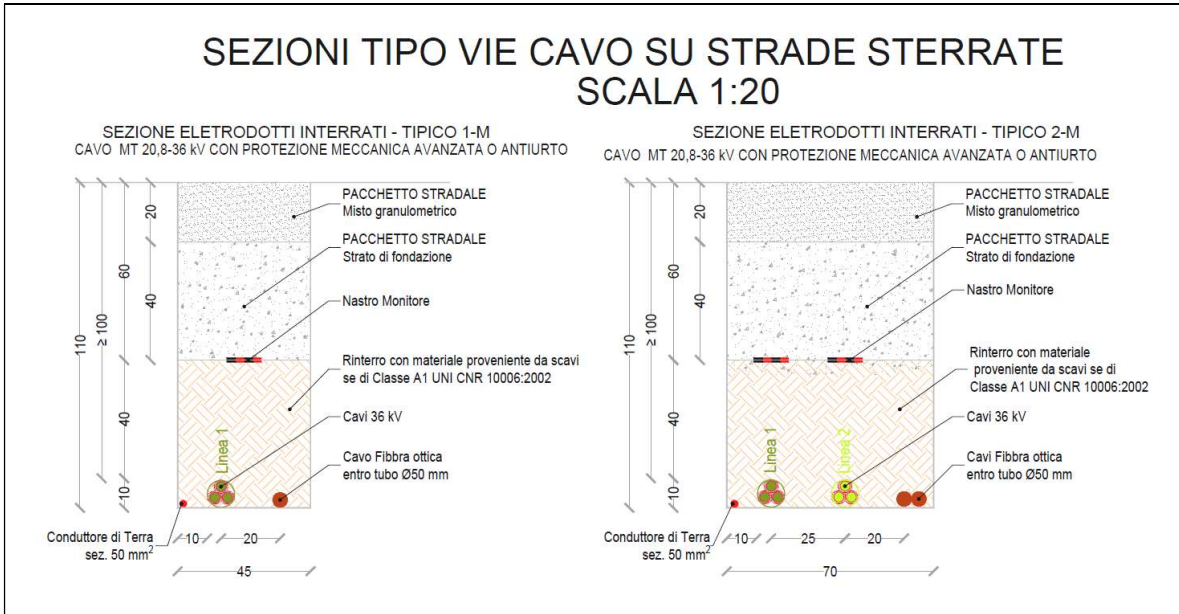 SEZIONI TIPO VIE CAVO SU STRADE STERRATE
SCALA 1:20
SEZIONE ELETRODOTTI INTERRATI - TIPICO 1-M
CAVO MT 20,8-36 kV CON PROTEZIONE MECCANICA AVANZATA O ANTIURTO
110
≥ 100
60
40
10
20
40
PACCHETTO STRADALE
Misto granulometrico
PACCHETTO STRADALE
Strato di fondazione
Nastro Monitore
Rinterro con materiale proveniente da scavi
se di Classe A1 UNI CNR 10006:2002
Cavi 36 kV
Linea 1
Cavo Fibbra ottica
entro tubo Ø50 mm
Conduttore di Terra
sez. 50 mm²
10
20
45
SEZIONE ELETRODOTTI INTERRATI - TIPICO 2-M
CAVO MT 20,8-36 kV CON PROTEZIONE MECCANICA AVANZATA O ANTIURTO
110
≥ 100
60
40
10
20
40
PACCHETTO STRADALE
Misto granulometrico
PACCHETTO STRADALE
Strato di fondazione
Nastro Monitore
Rinterro con materiale
proveniente da scavi se di
Classe A1 UNI CNR 10006:2002
Cavi 36 kV
Linea 1
Linea 2
Cavi Fibbra ottica
entro tubo Ø50 mm
Conduttore di Terra
sez. 50 mm²
10
25
20
70